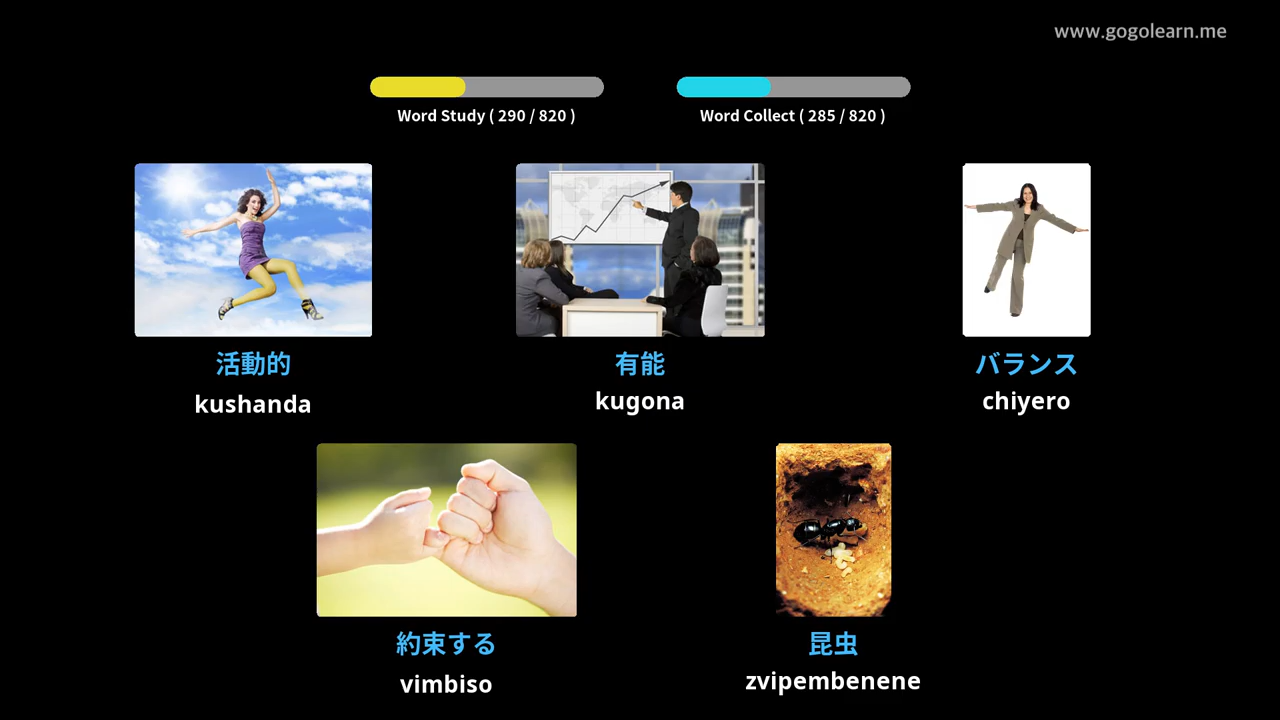 www.gogolearn.me
Word Study ( 290 / 820 )
Word Collect ( 285 / 820 )
活動的
kushanda
有能
kugona
バランス
chiyero
約束する
vimbiso
昆虫
zvipembenene